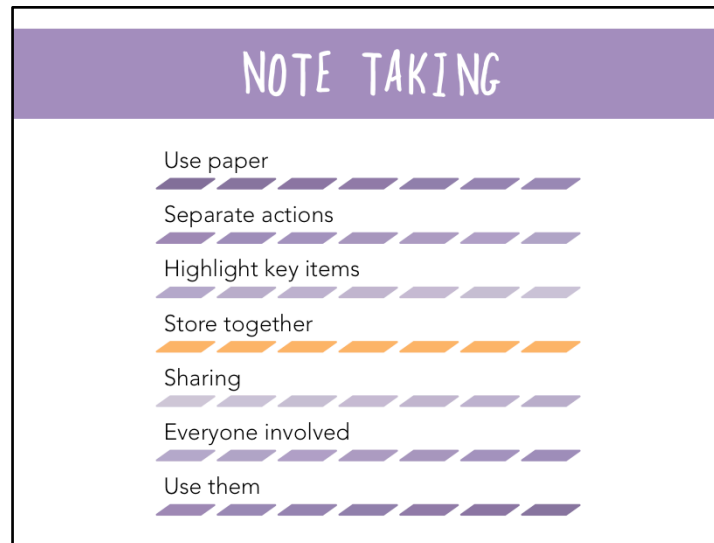 NOTE TAKING
Use paper
Separate actions
Highlight key items
Store together
Sharing
Everyone involved
Use them